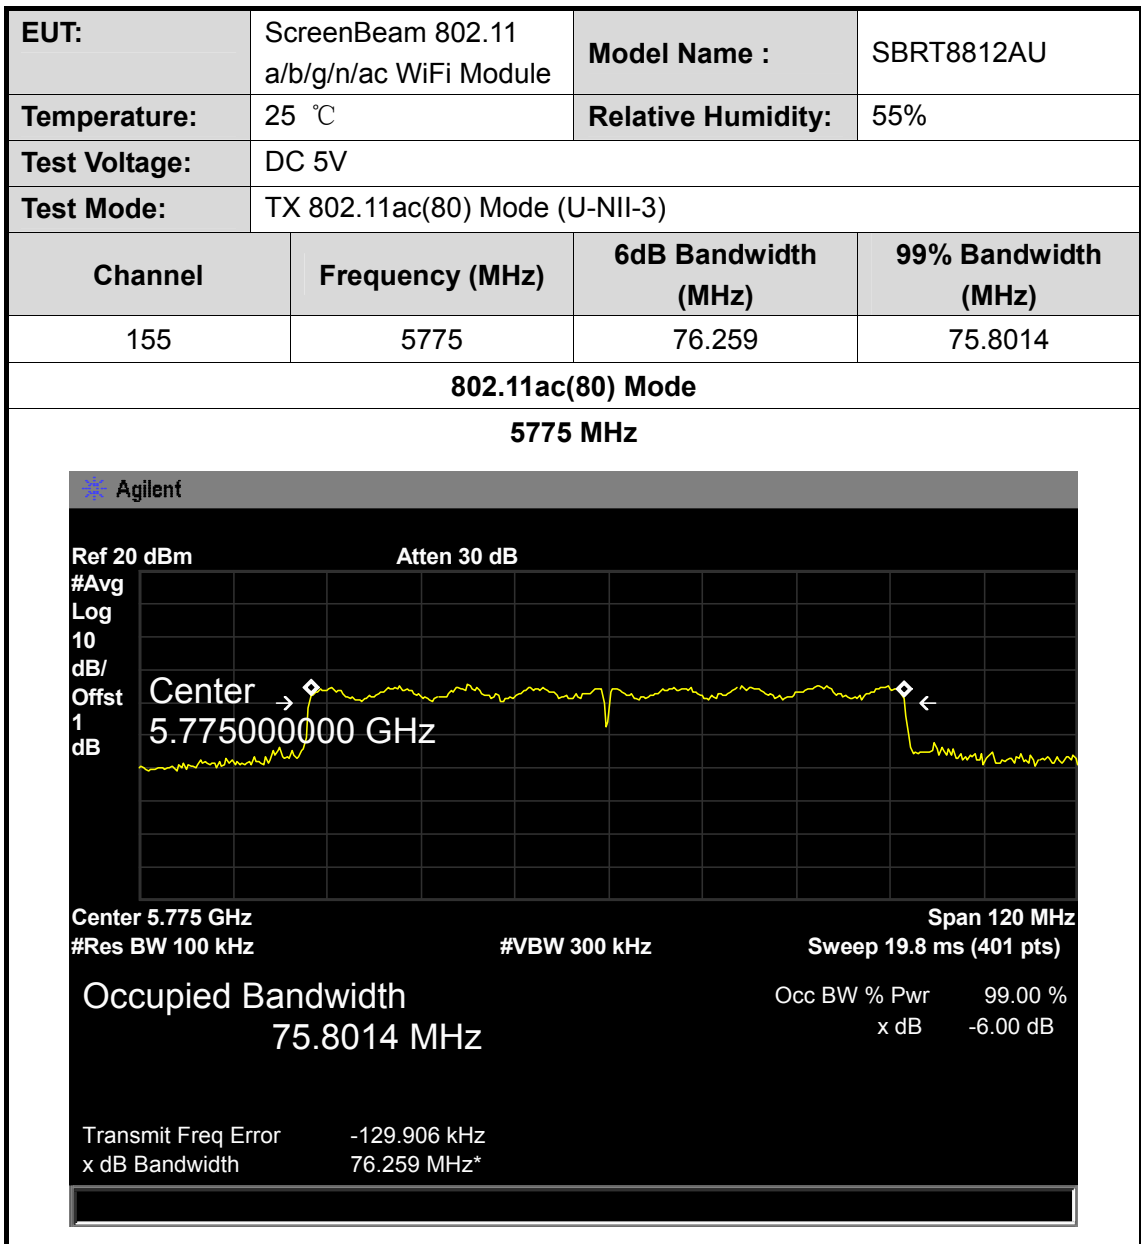 EUT: ScreenBeam 802.11 a/b/g/n/ac WiFi Module Model Name : SBRT8812AU
Temperature: 25 ℃ Relative Humidity: 55%
Test Voltage: DC 5V
Test Mode: TX 802.11ac(80) Mode (U-NII-3)
Channel Frequency (MHz) 6dB Bandwidth (MHz) 99% Bandwidth (MHz)
155 5775 76.259 75.8014
802.11ac(80) Mode
5775 MHz
Agilent
Ref 20 dBm Atten 30 dB
#Avg
Log
10
dB/
Offst
1
dB
Center
5.775000000 GHz
Center 5.775 GHz Span 120 MHz
#Res BW 100 kHz #VBW 300 kHz Sweep 19.8 ms (401 pts)
Occupied Bandwidth Occ BW % Pwr 99.00 %
75.8014 MHz x dB -6.00 dB
Transmit Freq Error -129.906 kHz
x dB Bandwidth 76.259 MHz*